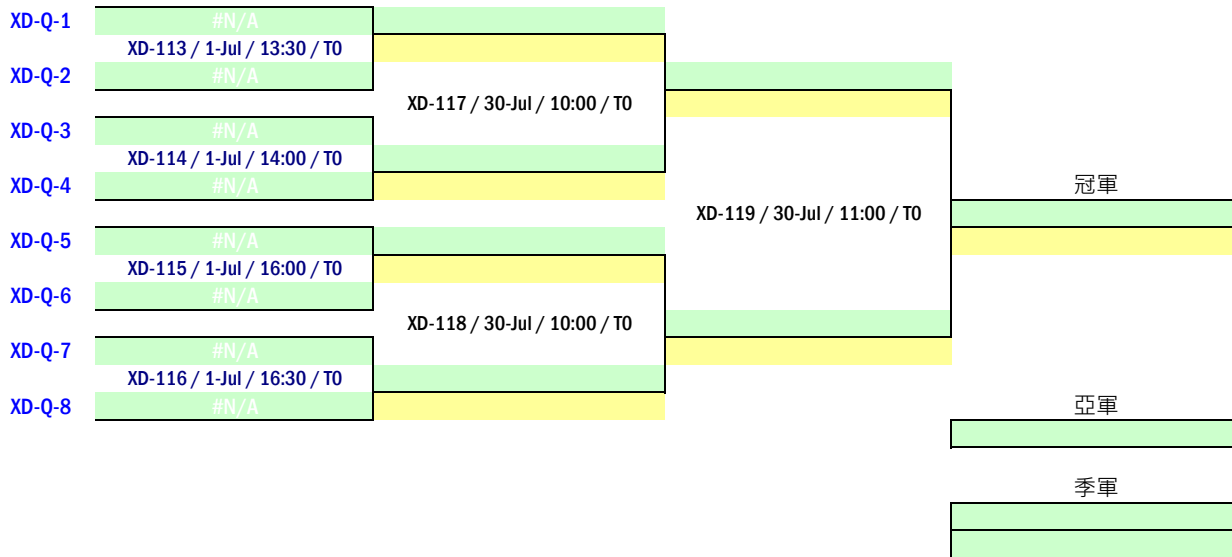 XD-Q-1 #N/A
XD-113 / 1-Jul / 13:30 / T0
XD-Q-2 #N/A
XD-117 / 30-Jul / 10:00 / T0
XD-Q-3 #N/A
XD-114 / 1-Jul / 14:00 / T0
XD-Q-4 #N/A
冠軍
XD-119 / 30-Jul / 11:00 / T0
XD-Q-5 #N/A
XD-115 / 1-Jul / 16:00 / T0
XD-Q-6 #N/A
XD-118 / 30-Jul / 10:00 / T0
XD-Q-7 #N/A
XD-116 / 1-Jul / 16:30 / T0
XD-Q-8 #N/A
亞軍
季軍